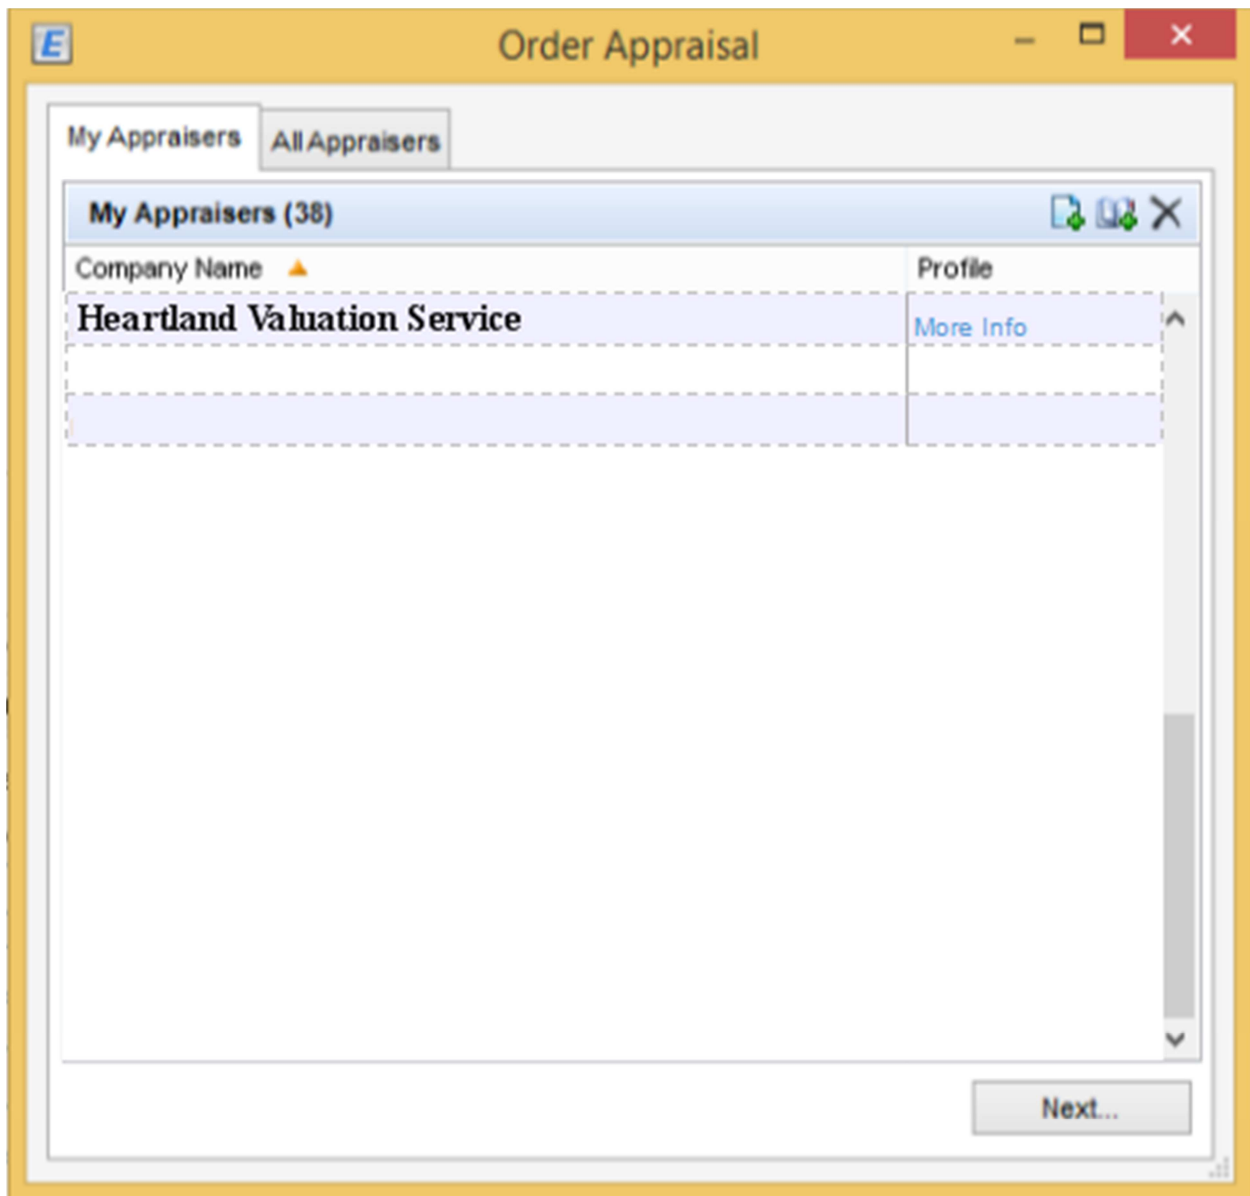 E
Order Appraisal
My Appraisers
All Appraisers
My Appraisers (38)
Company Name
Profile
Heartland Valuation Service
More Info
Next...